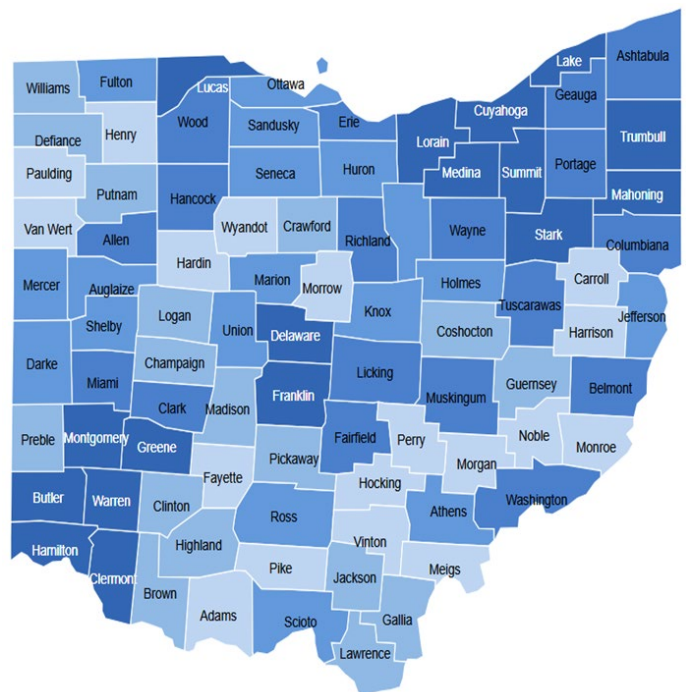 Williams
Fulton
Lucas
Ottawa
Lake
Ashtabula
Geauga
Cuyahoga
Defiance
Henry
Wood
Sandusky
Erie
Lorain
Trumbull
Paulding
Putnam
Hancock
Seneca
Huron
Medina
Summit
Portage
Mahoning
Van Wert
Allen
Wyandot
Crawford
Richland
Wayne
Stark
Columbiana
Mercer
Auglaize
Hardin
Marion
Morrow
Holmes
Carroll
Tuscarawas
Shelby
Logan
Union
Delaware
Knox
Coshocton
Harrison
Jefferson
Darke
Miami
Champaign
Franklin
Licking
Muskingum
Guernsey
Belmont
Clark
Madison
Preble
Montgomery
Greene
Fairfield
Perry
Noble
Monroe
Pickaway
Morgan
Fayette
Hocking
Butler
Warren
Clinton
Ross
Athens
Washington
Hamilton
Clermont
Highland
Vinton
Meigs
Brown
Pike
Jackson
Adams
Scioto
Gallia
Lawrence